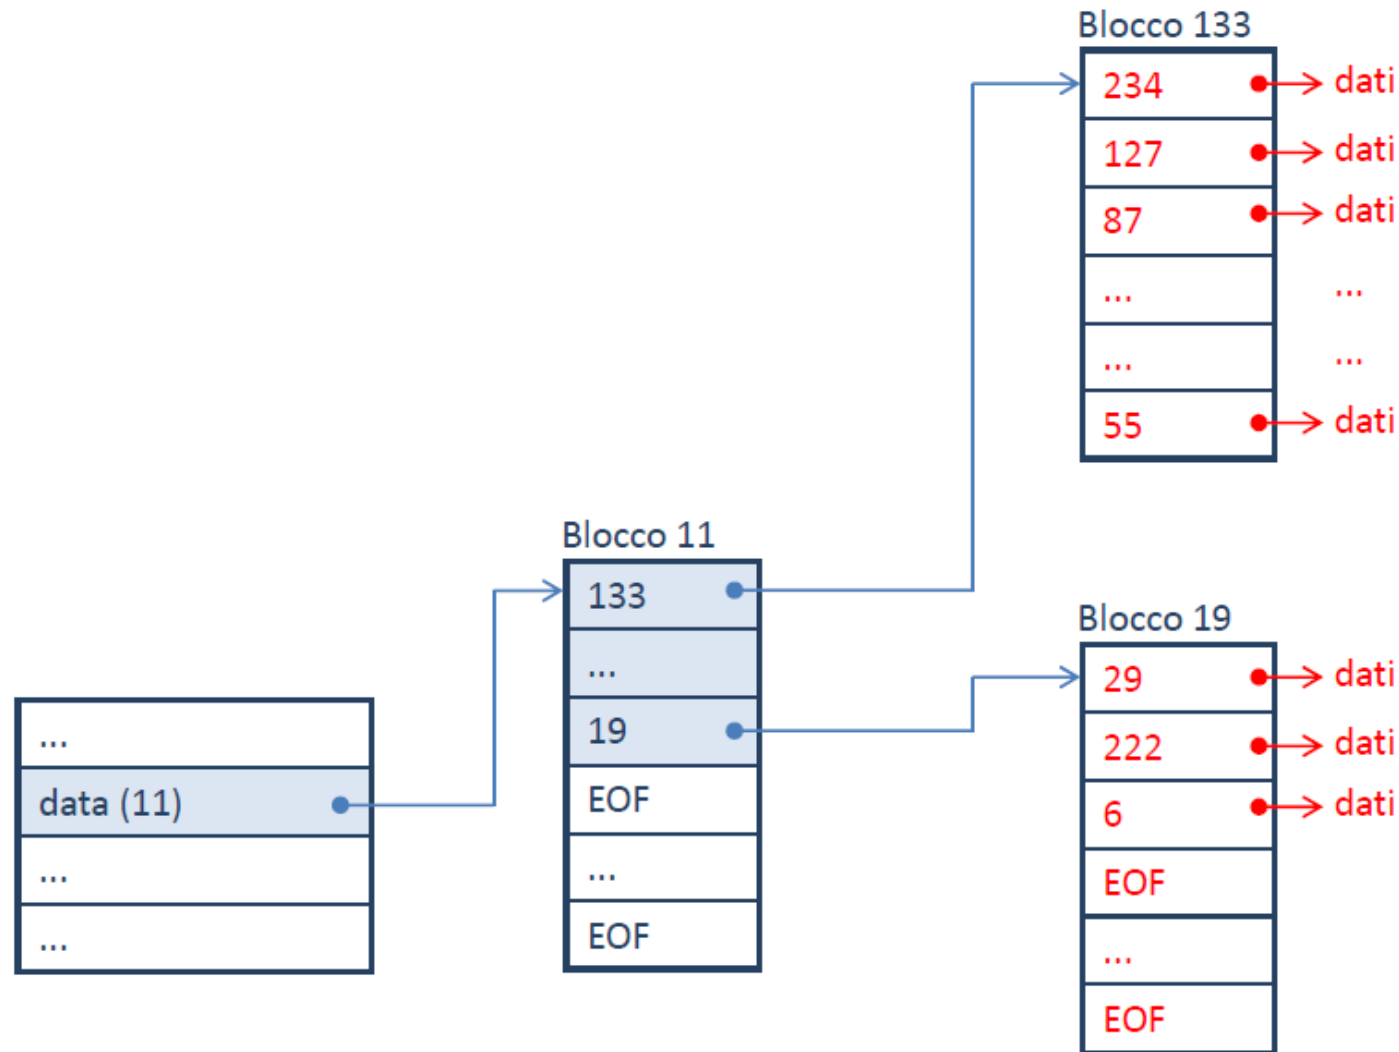 Blocco 133
234 dati
127 dati
87 dati
... ...
... ...
55 dati
Blocco 11
133
...
19
EOF
...
EOF
...
data (11)
...
...
Blocco 19
29 dati
222 dati
6 dati
EOF
...
EOF